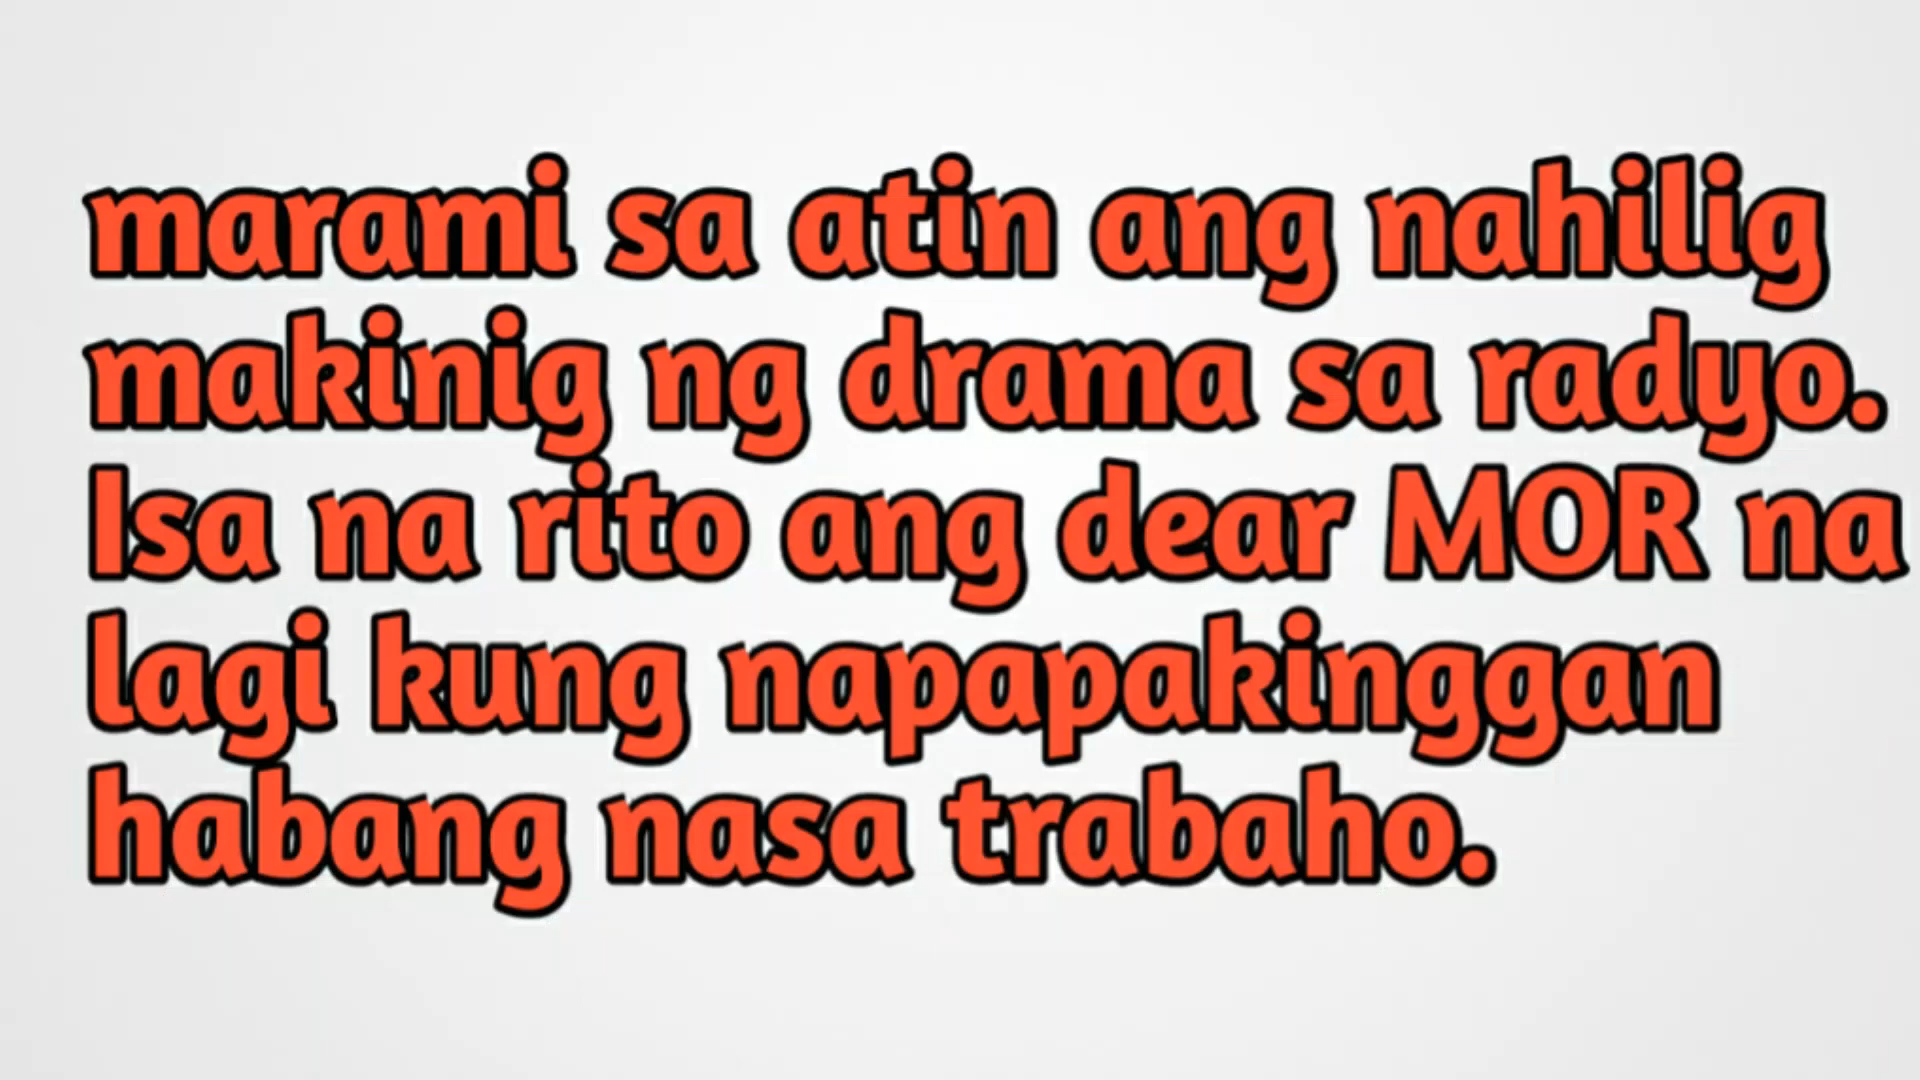 marami sa atin ang nahilig
makinig ng drama sa radyo.
Isa na rito ang dear MOR na
lagi kung napapakinggan
habang nasa trabaho.